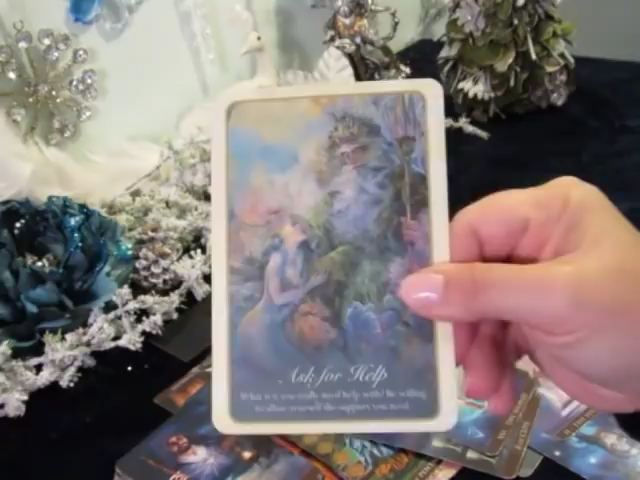 Ask for Help
What is it you really need help with? Be willing
to allow yourself the support you need.